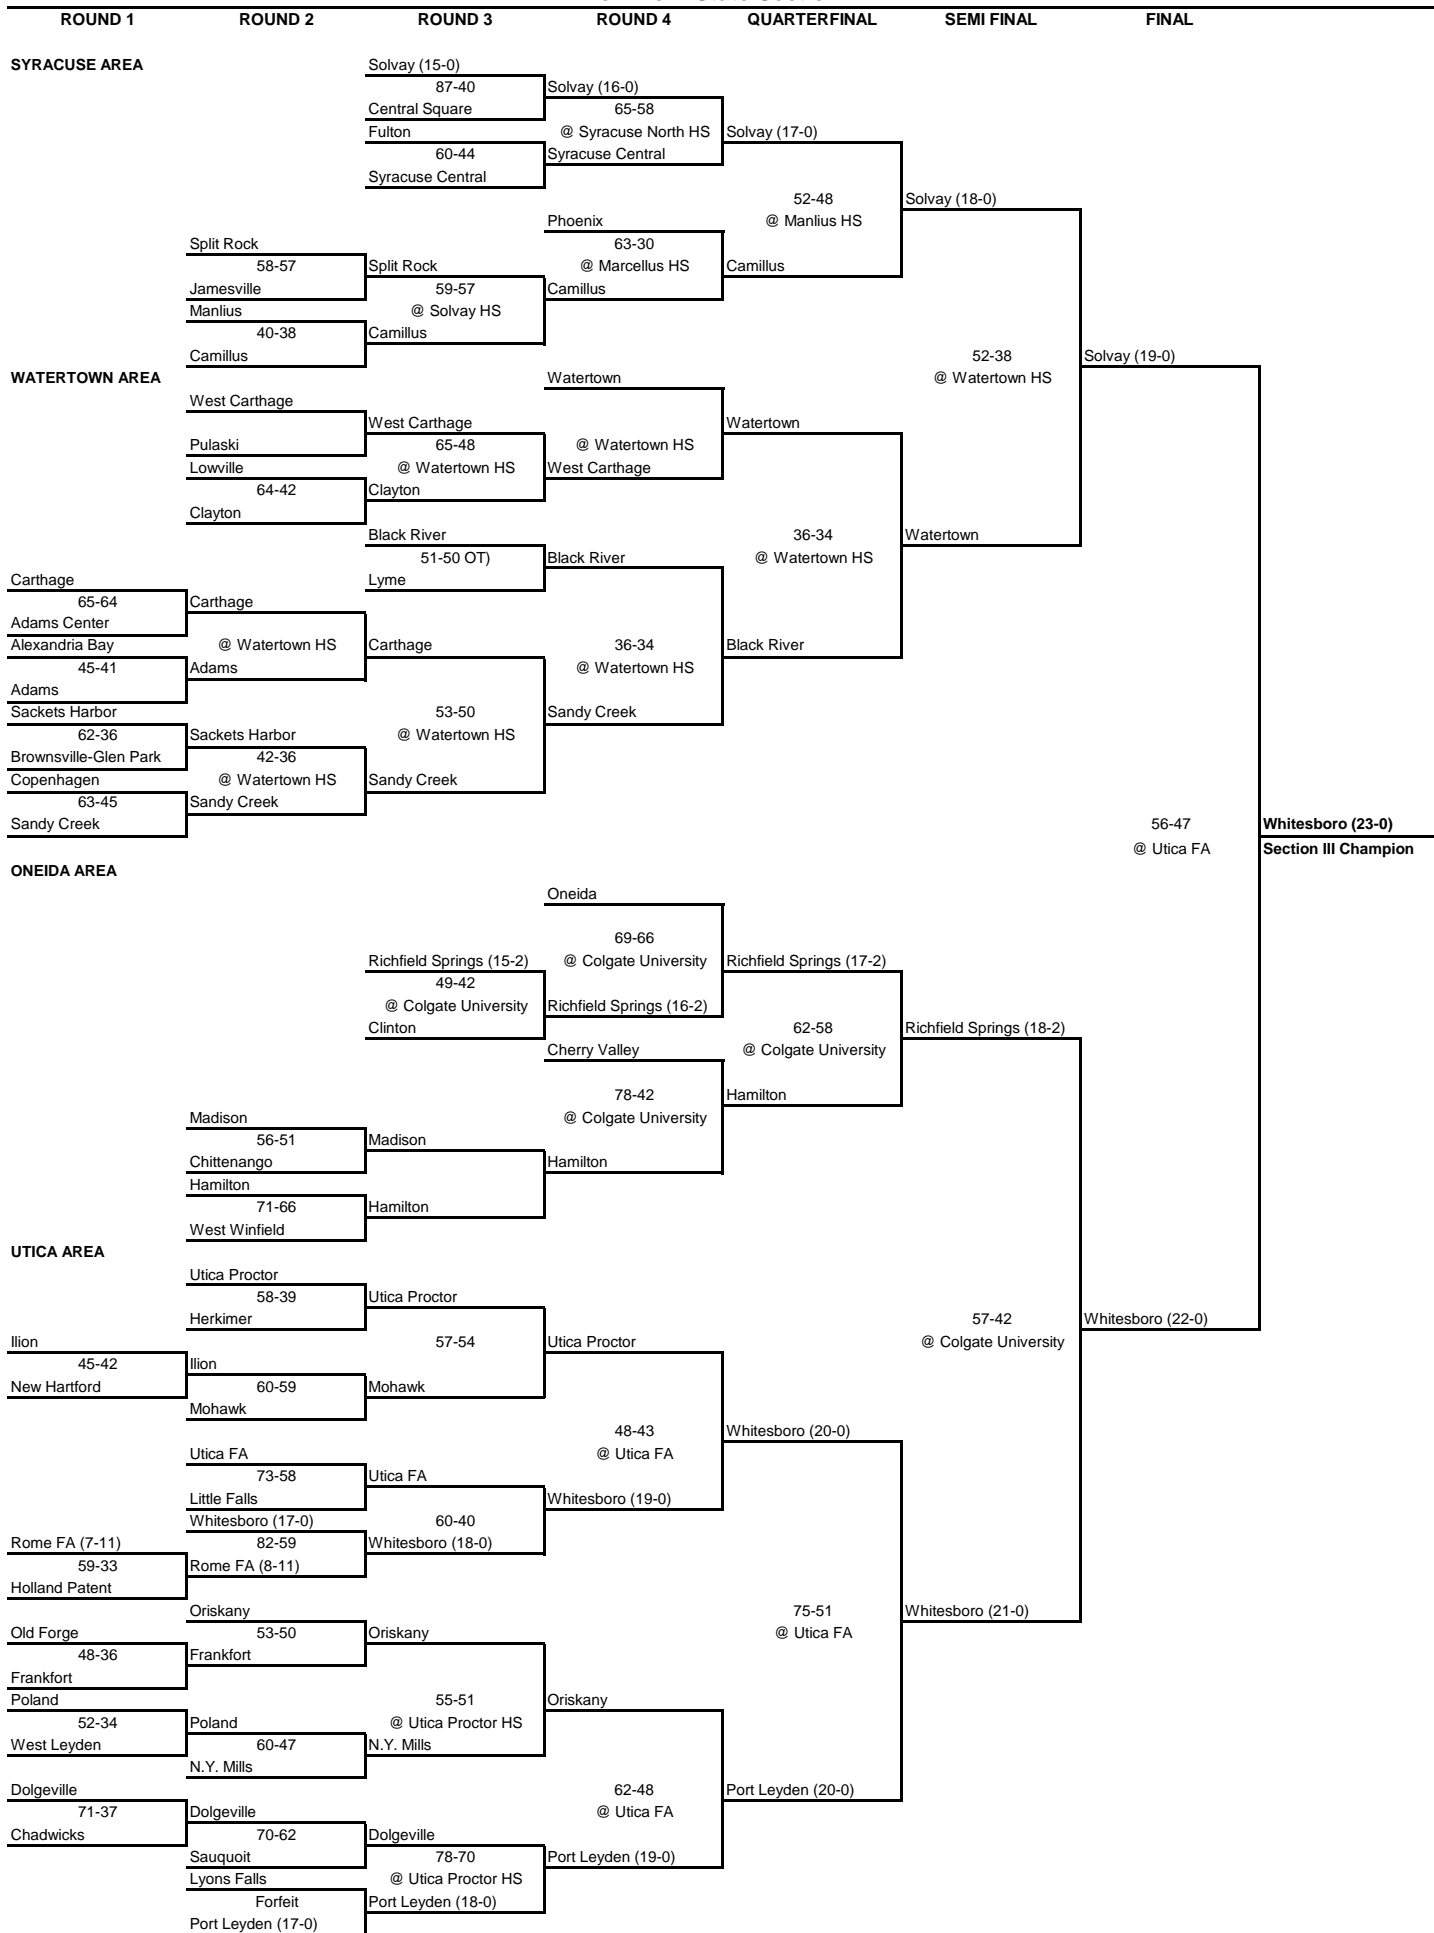 ROUND 1 ROUND 2 ROUND 3 ROUND 4 QUARTERFINAL SEMI FINAL FINAL
SYRACUSE AREA Solvay (15-0)
87-40 Solvay (16-0)
Central Square 65-58
Fulton @ Syracuse North HS Solvay (17-0)
60-44 Syracuse Central
Syracuse Central
52-48 Solvay (18-0)
Phoenix @ Manlius HS
Split Rock 63-30
58-57 Split Rock @ Marcellus HS Camillus
Jamesville 59-57 Camillus
Manlius @ Solvay HS
40-38 Camillus
Camillus 52-38 Solvay (19-0)
WATERTOWN AREA Watertown @ Watertown HS
West Carthage
West Carthage Watertown
Pulaski 65-48 @ Watertown HS
Lowville @ Watertown HS West Carthage
64-42 Clayton
Clayton
Black River 36-34 Watertown
51-50 OT) Black River @ Watertown HS
Carthage Lyme
65-64 Carthage
Adams Center
Alexandria Bay @ Watertown HS Carthage 36-34 Black River
45-41 Adams @ Watertown HS
Adams
Sackets Harbor 53-50 Sandy Creek
62-36 Sackets Harbor @ Watertown HS
Brownsville-Glen Park 42-36
Copenhagen @ Watertown HS Sandy Creek
63-45 Sandy Creek
Sandy Creek 56-47 Whitesboro (23-0)
@ Utica FA Section III Champion
ONEIDA AREA
Oneida
69-66
Richfield Springs (15-2) @ Colgate University Richfield Springs (17-2)
49-42
@ Colgate University Richfield Springs (16-2)
Clinton 62-58 Richfield Springs (18-2)
Cherry Valley @ Colgate University
78-42 Hamilton
Madison @ Colgate University
56-51 Madison
Chittenango Hamilton
Hamilton
71-66 Hamilton
West Winfield
UTICA AREA
Utica Proctor
58-39 Utica Proctor
Herkimer 57-42 Whitesboro (22-0)
Ilion 57-54 Utica Proctor @ Colgate University
45-42 Ilion
New Hartford 60-59 Mohawk
Mohawk
48-43 Whitesboro (20-0)
Utica FA @ Utica FA
73-58 Utica FA
Little Falls Whitesboro (19-0)
Whitesboro (17-0) 60-40
Rome FA (7-11) 82-59 Whitesboro (18-0)
59-33 Rome FA (8-11)
Holland Patent
Oriskany 75-51 Whitesboro (21-0)
Old Forge 53-50 Oriskany @ Utica FA
48-36 Frankfort
Frankfort
Poland 55-51 Oriskany
52-34 Poland @ Utica Proctor HS
West Leyden 60-47 N.Y. Mills
N.Y. Mills
Dolgeville 62-48 Port Leyden (20-0)
71-37 Dolgeville @ Utica FA
Chadwicks 70-62 Dolgeville
Sauquoit 78-70 Port Leyden (19-0)
Lyons Falls @ Utica Proctor HS
Forfeit Port Leyden (18-0)
Port Leyden (17-0)